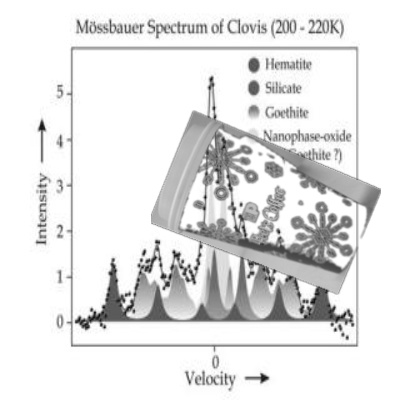 Mössbauer Spectrum of Clovis (200 - 220K)
Hematite
Silicate
Goethite
Nanophase-oxide
(Goethite ?)
Intensity
5
4
3
2
1
0
0
Velocity